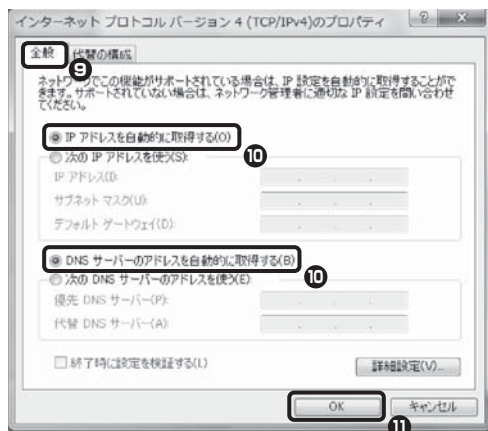 インターネット プロトコル バージョン 4 (TCP/IPv4)のプロパティ
全般 代替の構成
❾
ネットワークでこの機能がサポートされている場合は、IP 設定を自動的に取得することがで
きます。サポートされていない場合は、ネットワーク管理者に適切な IP 設定を問い合わせ
てください。
IP アドレスを自動的に取得する(O)
❿
次の IP アドレスを使う(S):
IP アドレス(I):
サブネット マスク(U):
デフォルト ゲートウェイ(D):
DNS サーバーのアドレスを自動的に取得する(B)
❿
次の DNS サーバーのアドレスを使う(E):
優先 DNS サーバー(P):
代替 DNS サーバー(A):
終了時に設定を検証する(L)
詳細設定(V)...
OK キャンセル
⓫